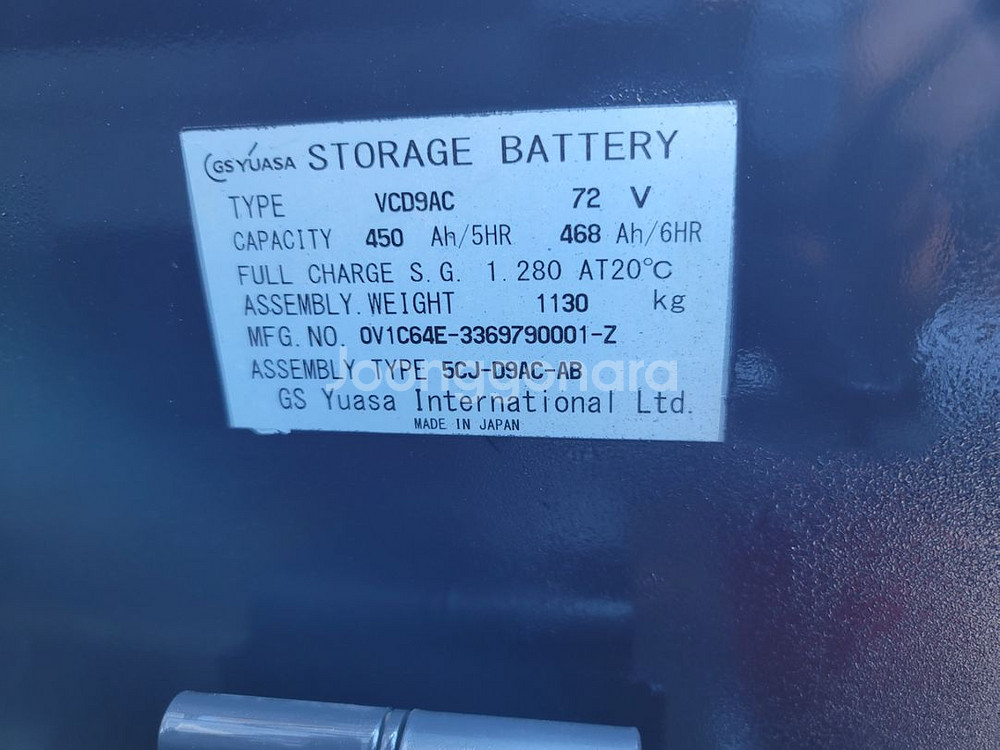 GS YUASA STORAGE BATTERY
TYPE VCD9AC 72 V
CAPACITY 450 Ah/5HR 468 Ah/6HR
FULL CHARGE S.G. 1.280 AT20°C
ASSEMBLY.WEIGHT 1130 kg
MFG.NO. 0V1C64E-3369790001-Z
ASSEMBLY TYPE 5CJ-D9AC-AB
Joonggonara
GS Yuasa International Ltd.
MADE IN JAPAN